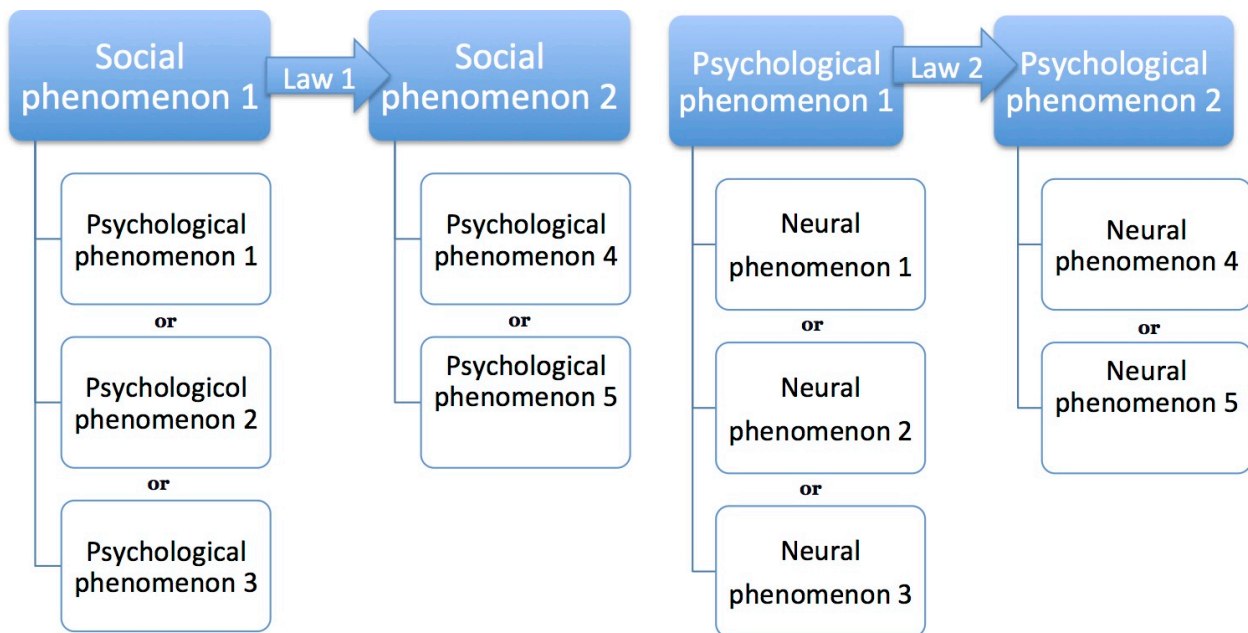 Social
phenomenon 1
Law 1
Social
phenomenon 2
Psychological
phenomenon 1
or
Psychologicol
phenomenon 2
or
Psychological
phenomenon 3
Psychological
phenomenon 4
or
Psychological
phenomenon 5
Psychological
phenomenon 1
Law 2
Psychological
phenomenon 2
Neural
phenomenon 1
or
Neural
phenomenon 2
or
Neural
phenomenon 3
Neural
phenomenon 4
or
Neural
phenomenon 5